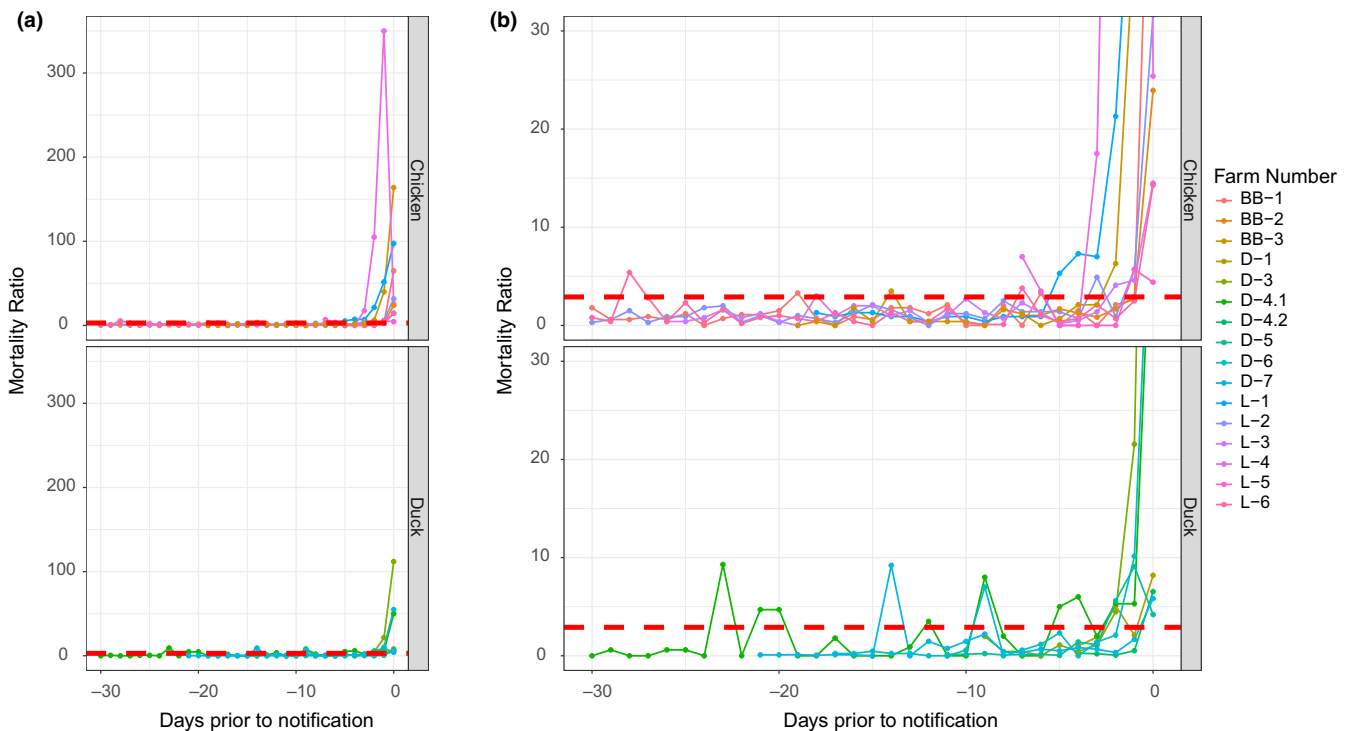 (a)
Mortality Ratio
300
200
100
0
Chicken
300
200
100
0
Duck
−30
−20
−10
0
Days prior to notification
(b)
Mortality Ratio
30
20
10
0
Chicken
Mortality Ratio
30
20
10
0
Duck
−30
−20
−10
0
Days prior to notification
Farm Number
BB−1
BB−2
BB−3
D−1
D−3
D−4.1
D−4.2
D−5
D−6
D−7
L−1
L−2
L−3
L−4
L−5
L−6